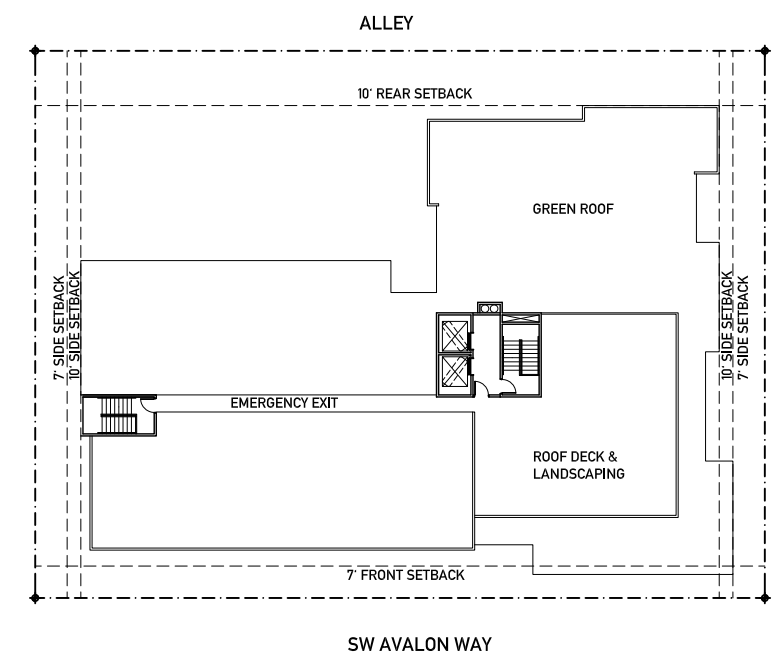 ALLEY
10' REAR SETBACK
GREEN ROOF
7' SIDE SETBACK
10' SIDE SETBACK
10' SIDE SETBACK
7' SIDE SETBACK
EMERGENCY EXIT
ROOF DECK &
LANDSCAPING
7' FRONT SETBACK
SW AVALON WAY